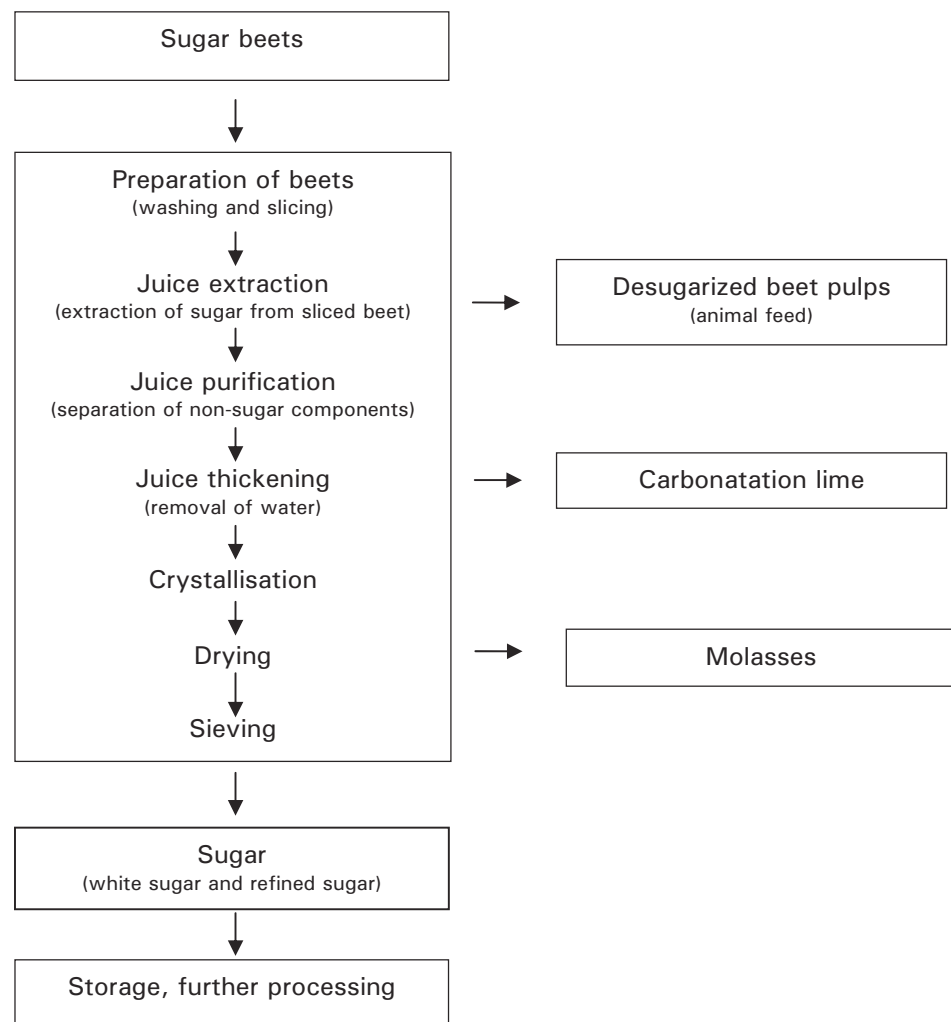 Sugar beets
Preparation of beets
(washing and slicing)
Juice extraction
(extraction of sugar from sliced beet)
Desugarized beet pulps
(animal feed)
Juice purification
(separation of non-sugar components)
Juice thickening
(removal of water)
Carbonatation lime
Crystallisation
Drying
Molasses
Sieving
Sugar
(white sugar and refined sugar)
Storage, further processing